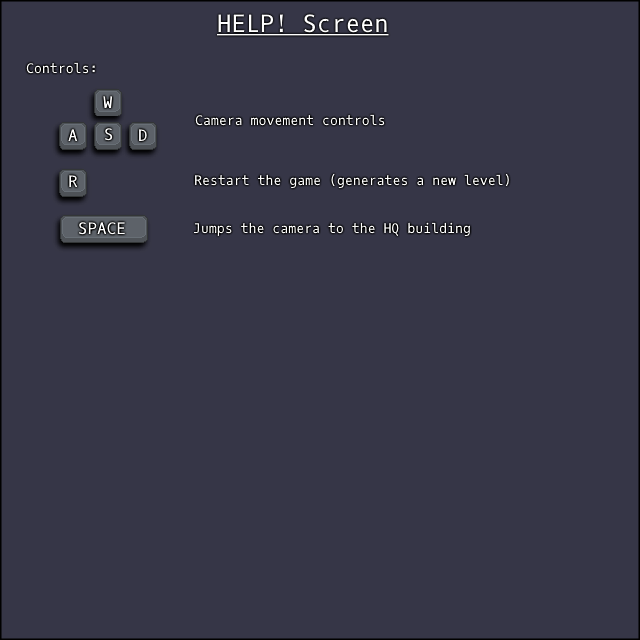 HELP! Screen
Controls:
W
A S D
Camera movement controls
R
Restart the game (generates a new level)
SPACE
Jumps the camera to the HQ building